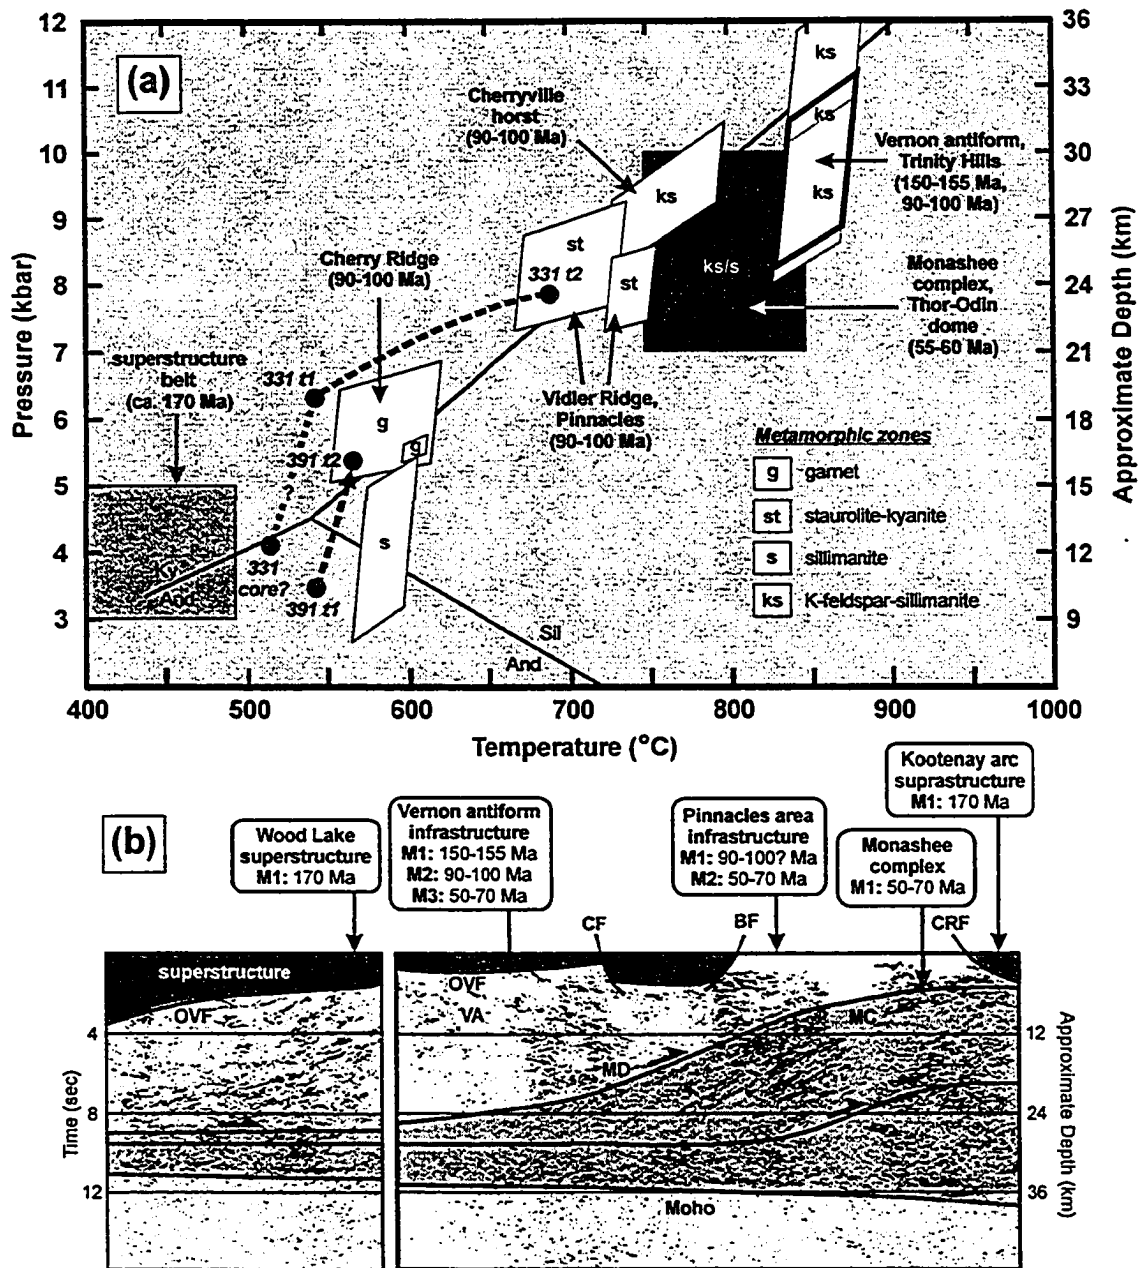 (a)
12
11
10
9
8
7
6
5
4
3
Pressure (kbar)
36
33
30
27
24
21
18
15
12
9
Approximate Depth (km)
400
500
600
700
800
900
1000
Temperature (°C)
Cherryville
horst
(90-100 Ma)
Cherry Ridge
(90-100 Ma)
superstructure
belt
(ca. 170 Ma)
Vernon antiform,
Trinity Hills
(150-155 Ma,
90-100 Ma)
Monashee
complex,
Thor-Odin
dome
(55-60 Ma)
Vidler Ridge,
Pinnacles
(90-100 Ma)
ks
ks
ks
ks
ks/s
st
st
g
g
s
331 t2
331 t1
391 t2
331
core?
391 t1
Ky
And
Sil
And
Metamorphic zones
g garnet
st staurolite-kyanite
s sillimanite
ks K-feldspar-sillimanite
(b)
Wood Lake
superstructure
M1: 170 Ma
Vernon antiform
infrastructure
M1: 150-155 Ma
M2: 90-100 Ma
M3: 50-70 Ma
Pinnacles area
infrastructure
M1: 90-100? Ma
M2: 50-70 Ma
Monashee
complex
M1: 50-70 Ma
Kootenay arc
suprastructure
M1: 170 Ma
CF
BF
CRF
superstructure
OVF
OVF
VA
MD
MC
Moho
4
8
12
Time (sec)
12
24
36
Approximate Depth (km)